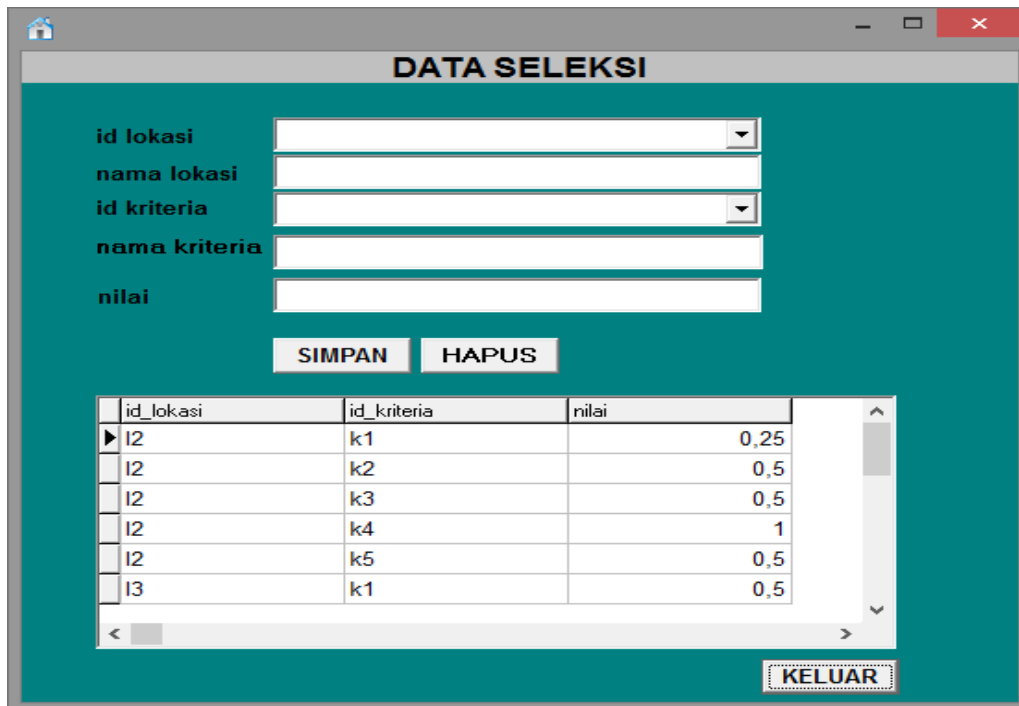 DATA SELEKSI
id lokasi
nama lokasi
id kriteria
nama kriteria
nilai
SIMPAN HAPUS
id_lokasi id_kriteria nilai
l2 k1 0,25
l2 k2 0,5
l2 k3 0,5
l2 k4 1
l2 k5 0,5
l3 k1 0,5
KELUAR